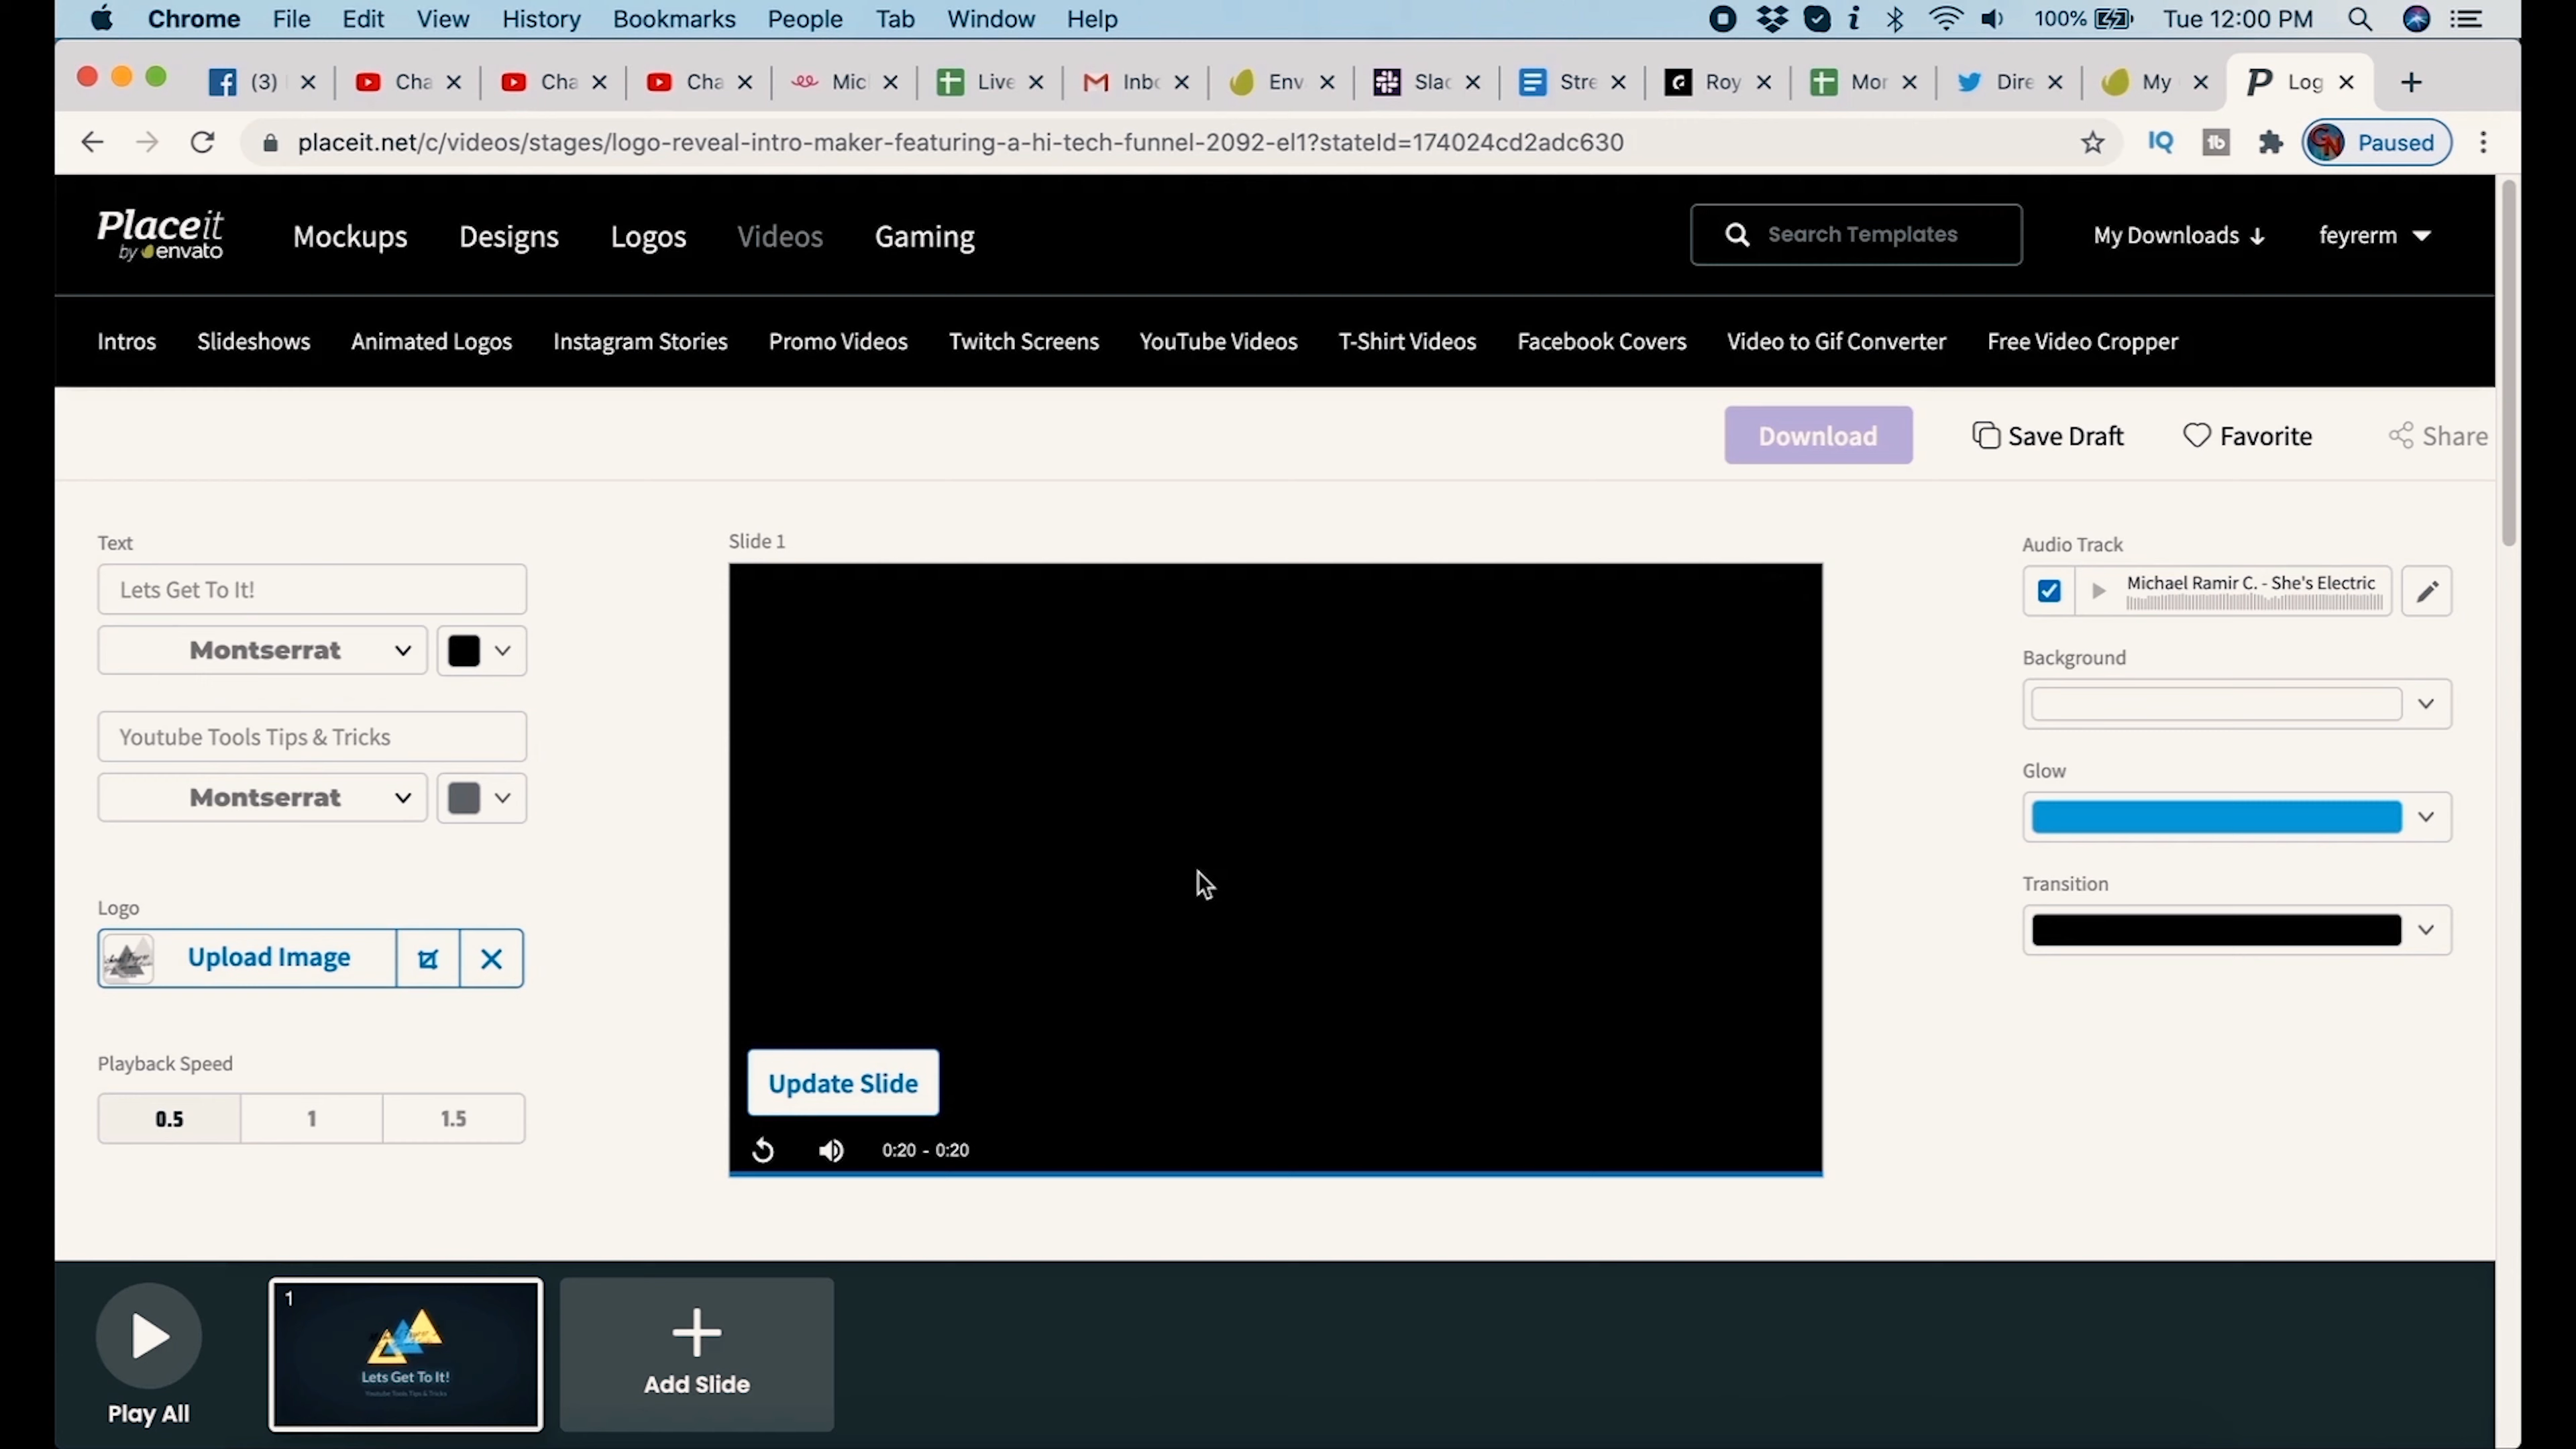 Chrome File Edit View History Bookmarks People Tab Window Help 100% Tue 12:00 PM
(3) Cha Cha Cha Mic Live Inbo Env Slac Stre Roy Mor Dire My Log
placeit.net/c/videos/stages/logo-reveal-intro-maker-featuring-a-hi-tech-funnel-2092-el1?stateId=174024cd2adc630 IQ tb GN Paused
Placeit Mockups Designs Logos Videos Gaming Search Templates My Downloads feyrerm
by envato
Intros Slideshows Animated Logos Instagram Stories Promo Videos Twitch Screens YouTube Videos T-Shirt Videos Facebook Covers Video to Gif Converter Free Video Cropper
Download Save Draft Favorite Share
Text
Lets Get To It!
Montserrat
Youtube Tools Tips & Tricks
Montserrat
Logo
Upload Image
Playback Speed
0.5 1 1.5
Slide 1
Update Slide
0:20 - 0:20
Audio Track
Michael Ramir C. - She's Electric
Background
Glow
Transition
Play All
1
Lets Get To It!
Youtube Tools Tips & Tricks
Add Slide